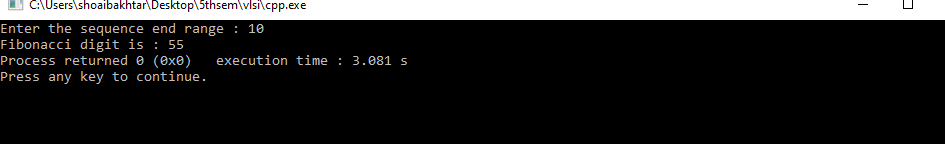 C:\Users\shoaibakhtar\Desktop\5thsem\vlsi\cpp.exe
Enter the sequence end range : 10
Fibonacci digit is : 55
Process returned 0 (0x0)   execution time : 3.081 s
Press any key to continue.